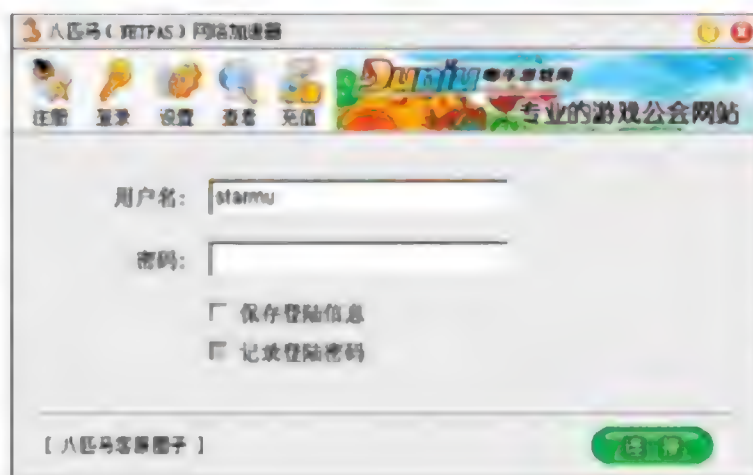 八匹马(JETPAS)网络加速器
注册 登录 设置 查看 充值
专业的游戏公会网站
用户名: starmu
密码:
保存登陆信息
记录登陆密码
[ 八匹马客服圈子 ]